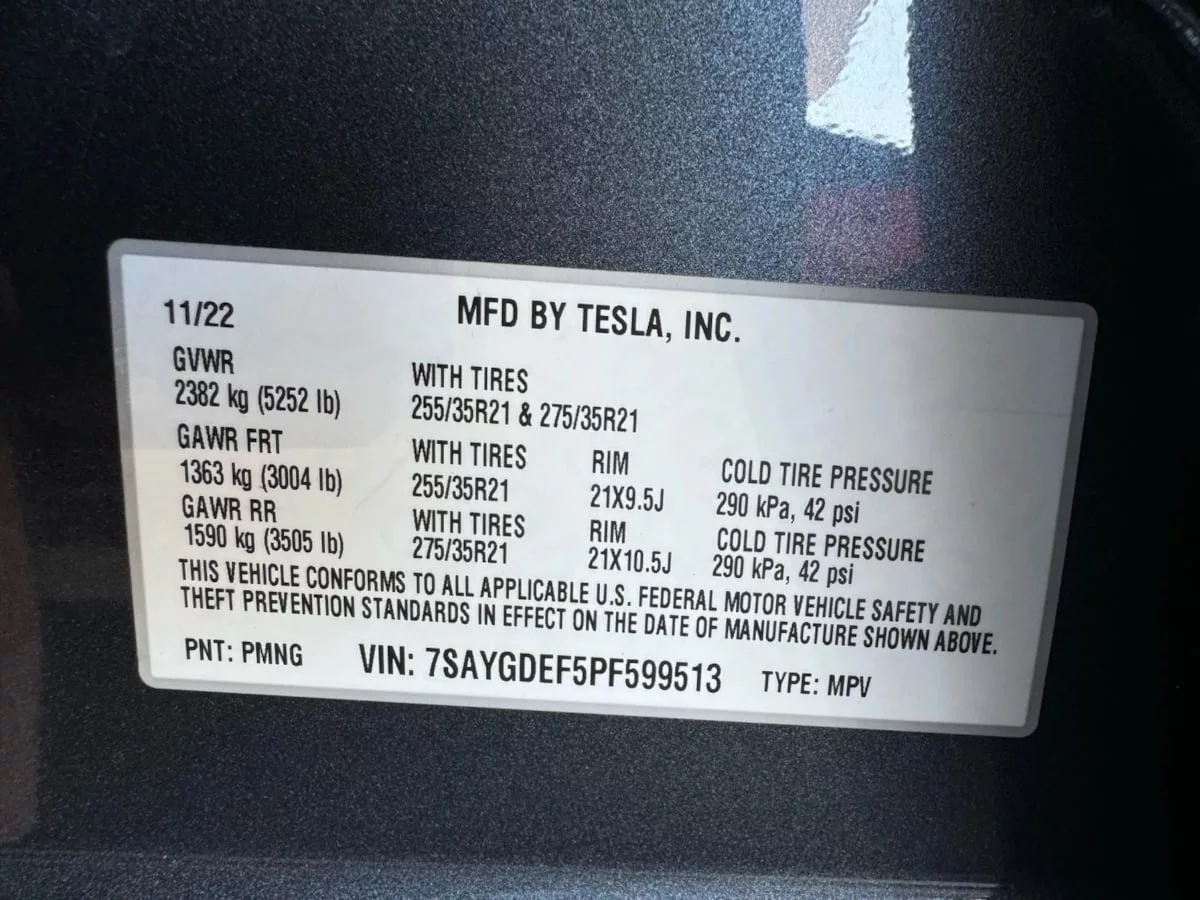 11/22 MFD BY TESLA, INC.
GVWR WITH TIRES
2382 kg (5252 lb) 255/35R21 & 275/35R21
GAWR FRT WITH TIRES RIM COLD TIRE PRESSURE
1363 kg (3004 lb) 255/35R21 21X9.5J 290 kPa, 42 psi
GAWR RR WITH TIRES RIM COLD TIRE PRESSURE
1590 kg (3505 lb) 275/35R21 21X10.5J 290 kPa, 42 psi
THIS VEHICLE CONFORMS TO ALL APPLICABLE U.S. FEDERAL MOTOR VEHICLE SAFETY AND
THEFT PREVENTION STANDARDS IN EFFECT ON THE DATE OF MANUFACTURE SHOWN ABOVE.
PNT: PMNG VIN: 7SAYGDEF5PF599513 TYPE: MPV